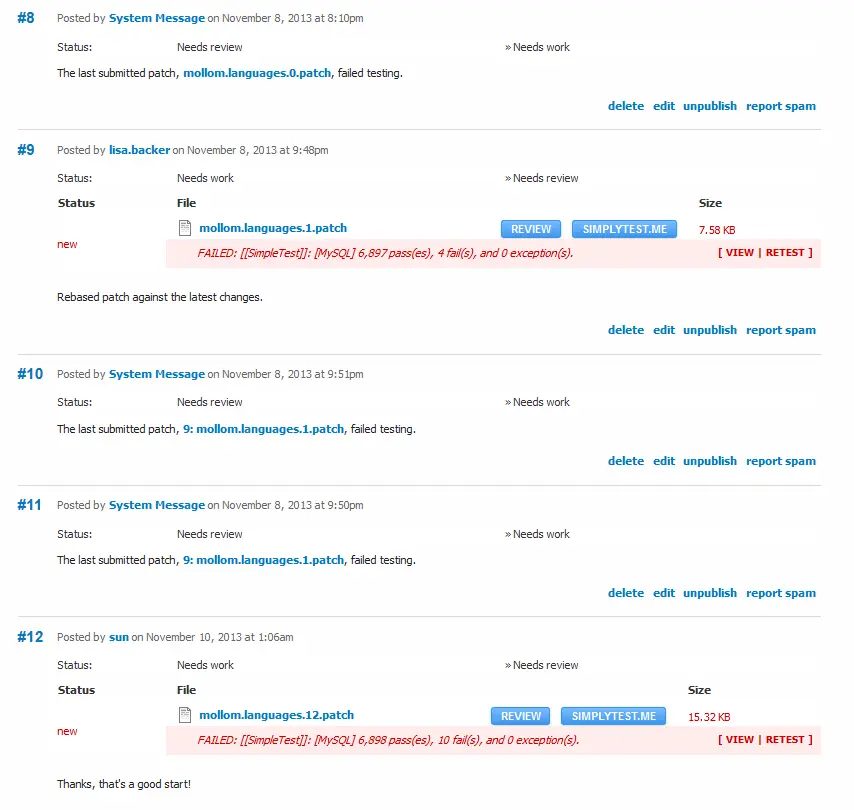 #8 Posted by System Message on November 8, 2013 at 8:10pm
Status: Needs review » Needs work
The last submitted patch, mollom.languages.0.patch, failed testing.
delete edit unpublish report spam
#9 Posted by lisa.backer on November 8, 2013 at 9:48pm
Status: Needs work » Needs review
Status File Size
mollom.languages.1.patch REVIEW SIMPLYTEST.ME 7.58 KB
new
FAILED: [[SimpleTest]]: [MySQL] 6,897 pass(es), 4 fail(s), and 0 exception(s). [ VIEW | RETEST ]
Rebased patch against the latest changes.
delete edit unpublish report spam
#10 Posted by System Message on November 8, 2013 at 9:51pm
Status: Needs review » Needs work
The last submitted patch, 9: mollom.languages.1.patch, failed testing.
delete edit unpublish report spam
#11 Posted by System Message on November 8, 2013 at 9:50pm
Status: Needs review » Needs work
The last submitted patch, 9: mollom.languages.1.patch, failed testing.
delete edit unpublish report spam
#12 Posted by sun on November 10, 2013 at 1:06am
Status: Needs work » Needs review
Status File Size
mollom.languages.12.patch REVIEW SIMPLYTEST.ME 15.32 KB
new
FAILED: [[SimpleTest]]: [MySQL] 6,898 pass(es), 10 fail(s), and 0 exception(s). [ VIEW | RETEST ]
Thanks, that's a good start!